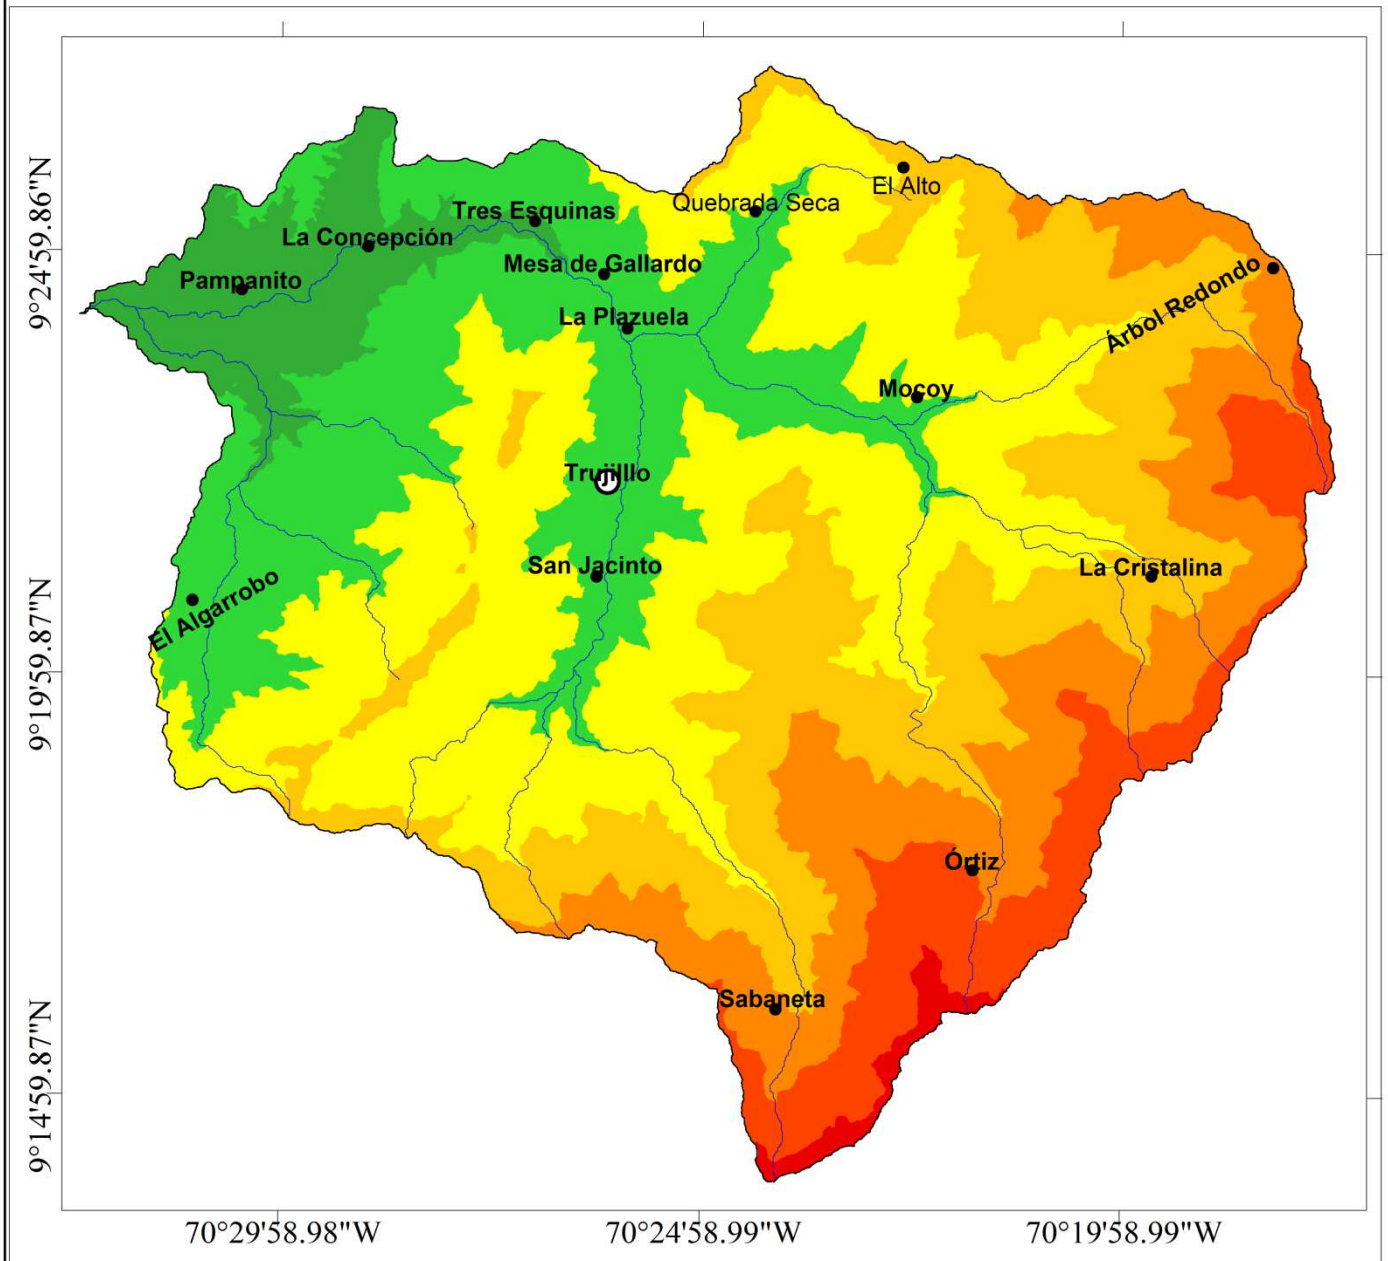 El Alto
Quebrada Seca
Tres Esquinas
La Concepción
Mesa de Gallardo
Pampanito
Árbol Redondo
La Plazuela
Mocoy
Trujilllo
San Jacinto
La Cristalina
El Algarrobo
Órtiz
Sabaneta
9°24'59.86"N
9°19'59.87"N
9°14'59.87"N
70°29'58.98"W
70°24'58.99"W
70°19'58.99"W